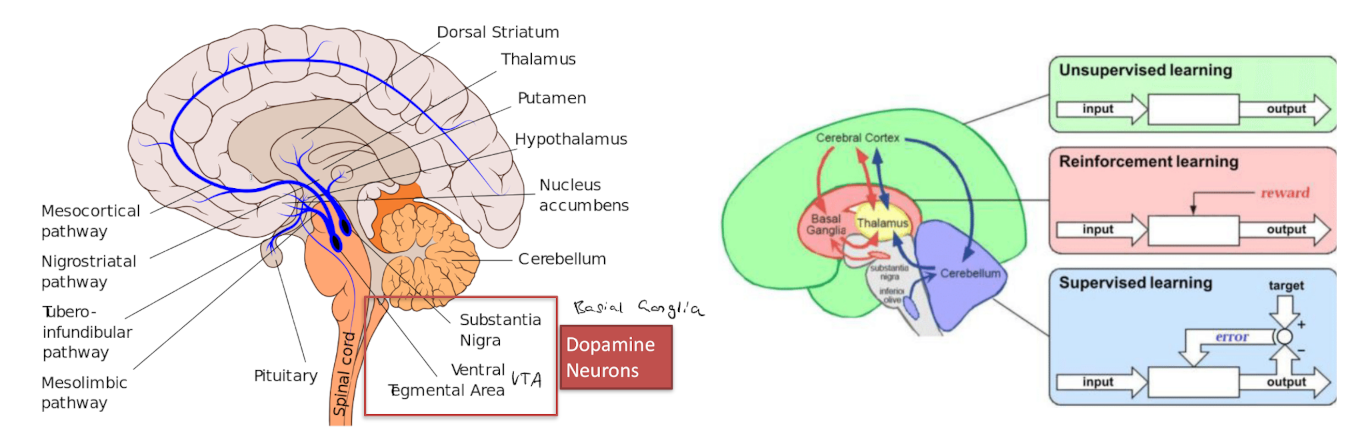 Dorsal Striatum
Thalamus
Putamen
Hypothalamus
Nucleus
accumbens
Cerebellum
Mesocortical
pathway
Nigrostriatal
pathway
Tubero-
infundibular
pathway
Mesolimbic
pathway
Pituitary
Spinal cord
Substantia
Nigra
Ventral
Tegmental Area VTA
Basial Ganglia
Dopamine
Neurons
Cerebral Cortex
Basal
Ganglia
Thalamus
substantia
nigra
inferior
olive
Cerebellum
Unsupervised learning
input
output
Reinforcement learning
reward
input
output
Supervised learning
target
+
error
−
input
output